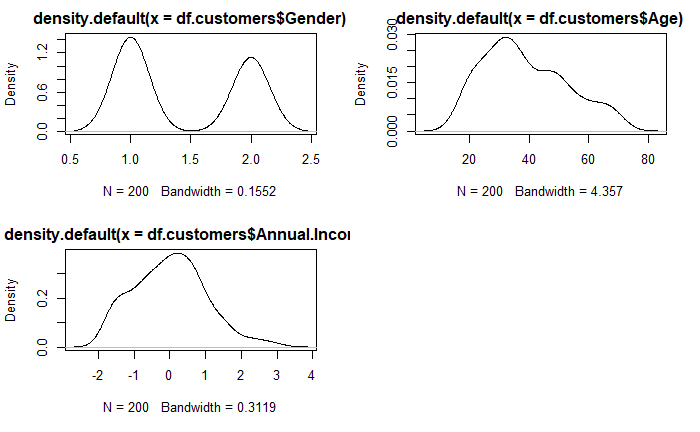 density.default(x = df.customers$Gender)
Density
0.0 0.6 1.2
0.5 1.0 1.5 2.0 2.5
N = 200 Bandwidth = 0.1552
density.default(x = df.customers$Age)
Density
0.000 0.015 0.030
20 40 60 80
N = 200 Bandwidth = 4.357
density.default(x = df.customers$Annual.Incor
Density
0.0 0.2
-2 -1 0 1 2 3 4
N = 200 Bandwidth = 0.3119